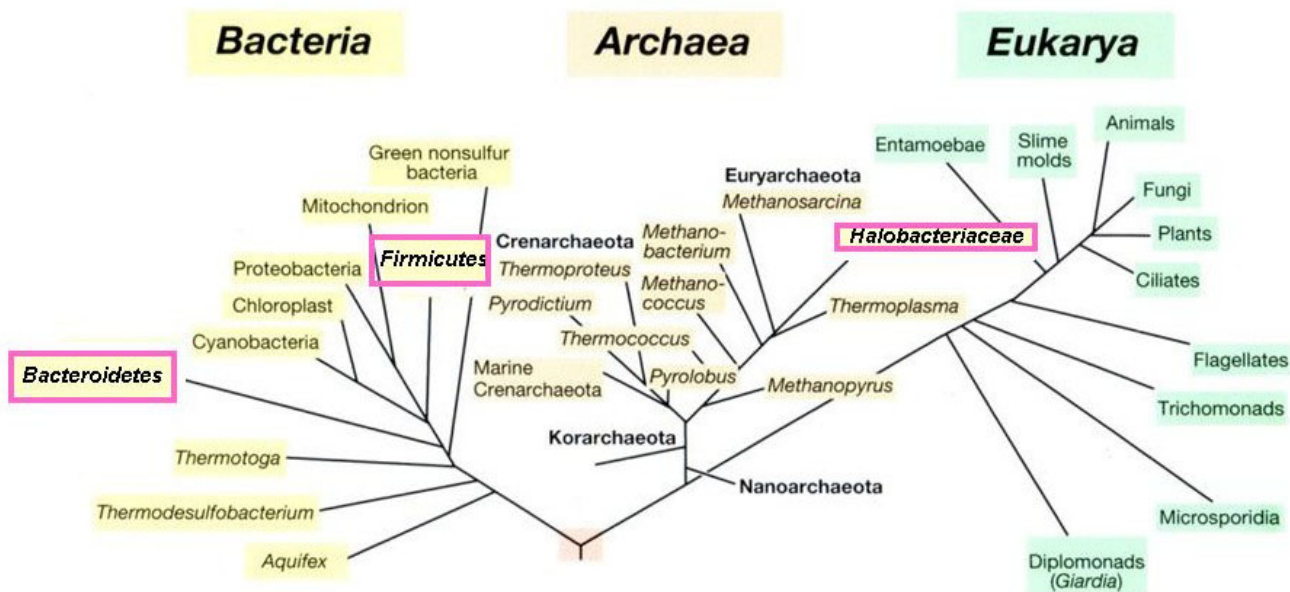 Bacteria
Archaea
Eukarya
Green nonsulfur
bacteria
Mitochondrion
Firmicutes
Proteobacteria
Chloroplast
Cyanobacteria
Bacteroidetes
Thermotoga
Thermodesulfobacterium
Aquifex
Crenarchaeota
Thermoproteus
Pyrodictium
Thermococcus
Marine
Crenarchaeota
Pyrolobus
Korarchaeota
Nanoarchaeota
Euryarchaeota
Methanosarcina
Methano-
bacterium
Methano-
coccus
Halobacteriaceae
Thermoplasma
Methanopyrus
Entamoebae
Slime
molds
Animals
Fungi
Plants
Ciliates
Flagellates
Trichomonads
Microsporidia
Diplomonads
(Giardia)